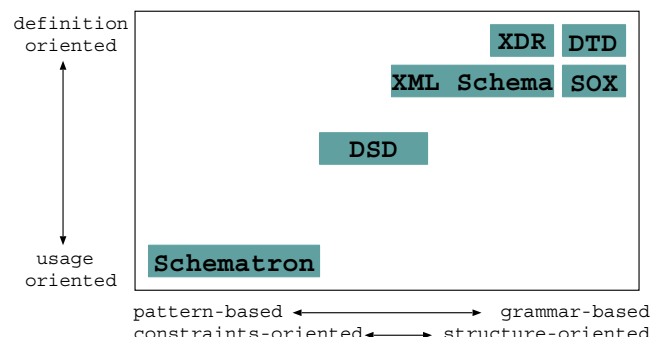 definition
oriented
XDR DTD
XML Schema SOX
DSD
usage
oriented
Schematron
pattern-based grammar-based
constraints-oriented structure-oriented